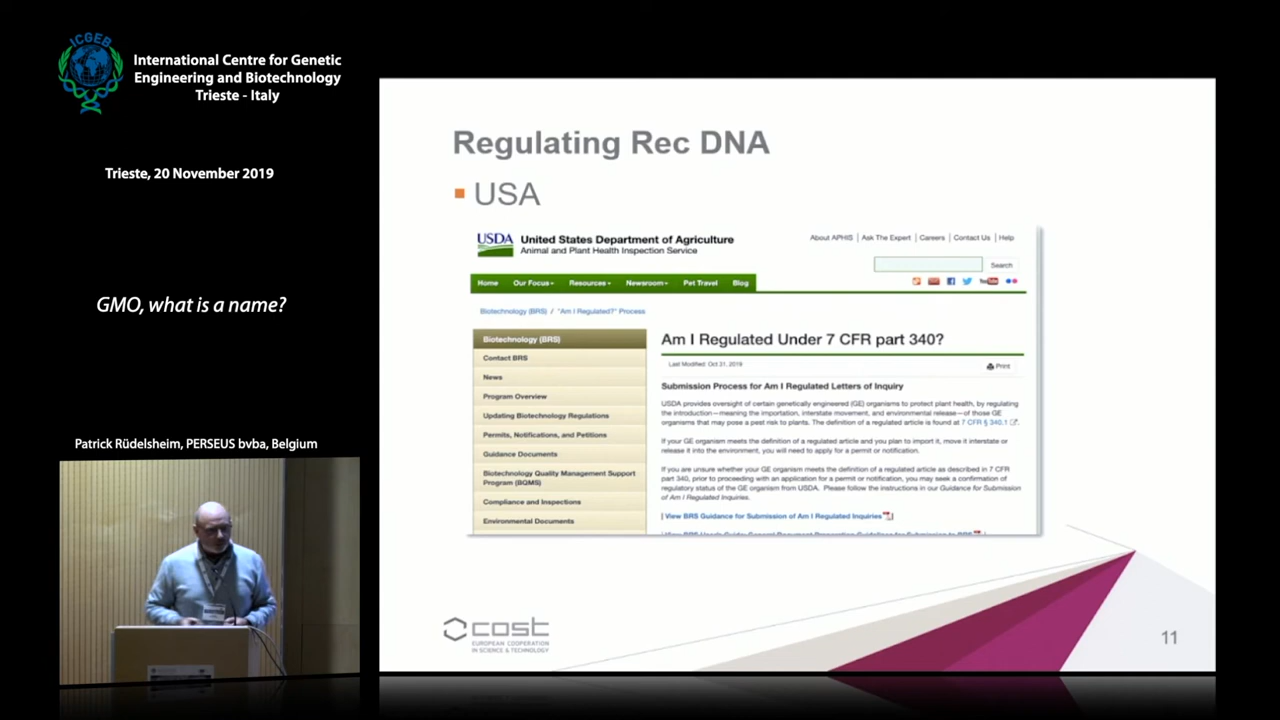 ICGEB
International Centre for Genetic
Engineering and Biotechnology
Trieste - Italy
Trieste, 20 November 2019
GMO, what is a name?
Patrick Rüdelsheim, PERSEUS bvba, Belgium
Regulating Rec DNA
USA
USDA
United States Department of Agriculture
Animal and Plant Health Inspection Service
About APHIS | Ask The Expert | Careers | Contact Us | Help
Search
Home Our Focus Resources Newsroom Pet Travel Blog
Biotechnology (BRS) / "Am I Regulated?" Process
Biotechnology (BRS)
Contact BRS
News
Program Overview
Updating Biotechnology Regulations
Permits, Notifications, and Petitions
Guidance Documents
Biotechnology Quality Management Support
Program (BQMS)
Compliance and Inspections
Environmental Documents
Am I Regulated Under 7 CFR part 340?
Last Modified: Oct 31, 2019
Print
Submission Process for Am I Regulated Letters of Inquiry
USDA provides oversight of certain genetically engineered (GE) organisms to protect plant health, by regulating
the introduction—meaning the importation, interstate movement, and environmental release—of those GE
organisms that may pose a pest risk to plants. The definition of a regulated article is found at 7 CFR § 340.1.
If your GE organism meets the definition of a regulated article and you plan to import it, move it interstate or
release it into the environment, you will need to apply for a permit or notification.
If you are unsure whether your GE organism meets the definition of a regulated article as described in 7 CFR
part 340, prior to proceeding with an application for a permit or notification, you may seek a confirmation of
regulatory status of the GE organism from USDA. Please follow the instructions in our Guidance for Submission
of Am I Regulated Inquiries.
[ View BRS Guidance for Submission of Am I Regulated Inquiries ]
cost
EUROPEAN COOPERATION
IN SCIENCE & TECHNOLOGY
11